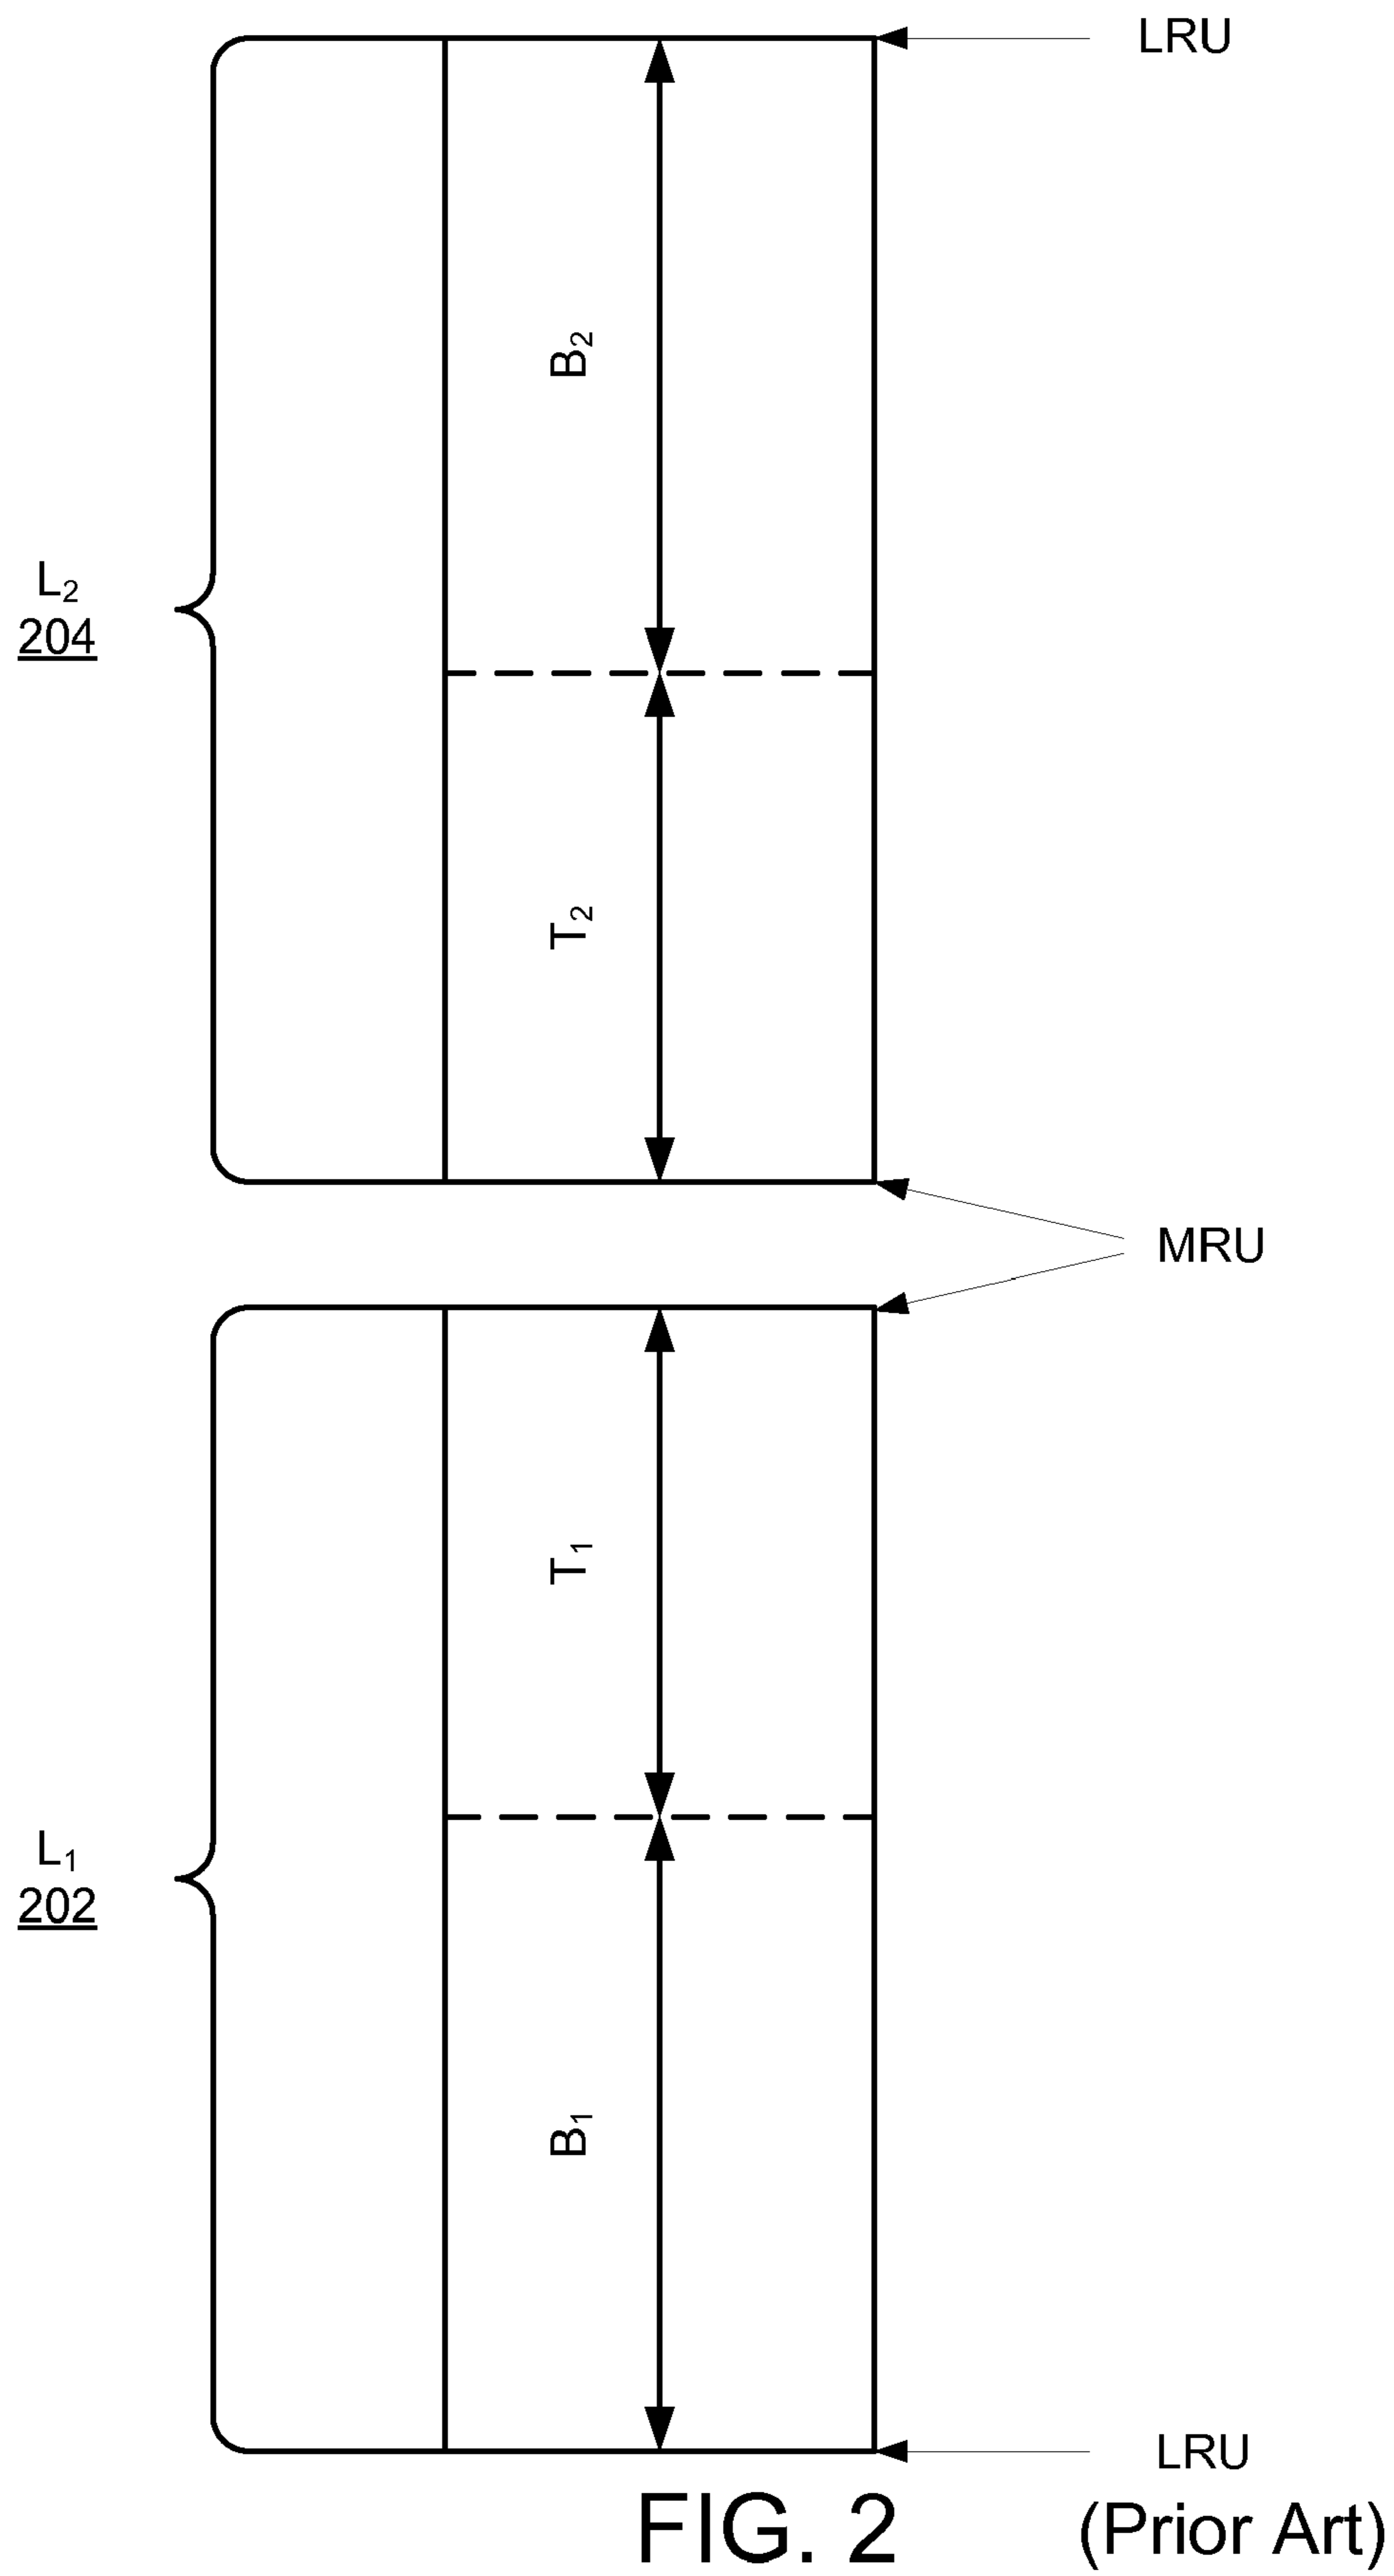 LRU
B2
L2
204
T2
MRU
T1
L1
202
B1
LRU
FIG. 2
(Prior Art)